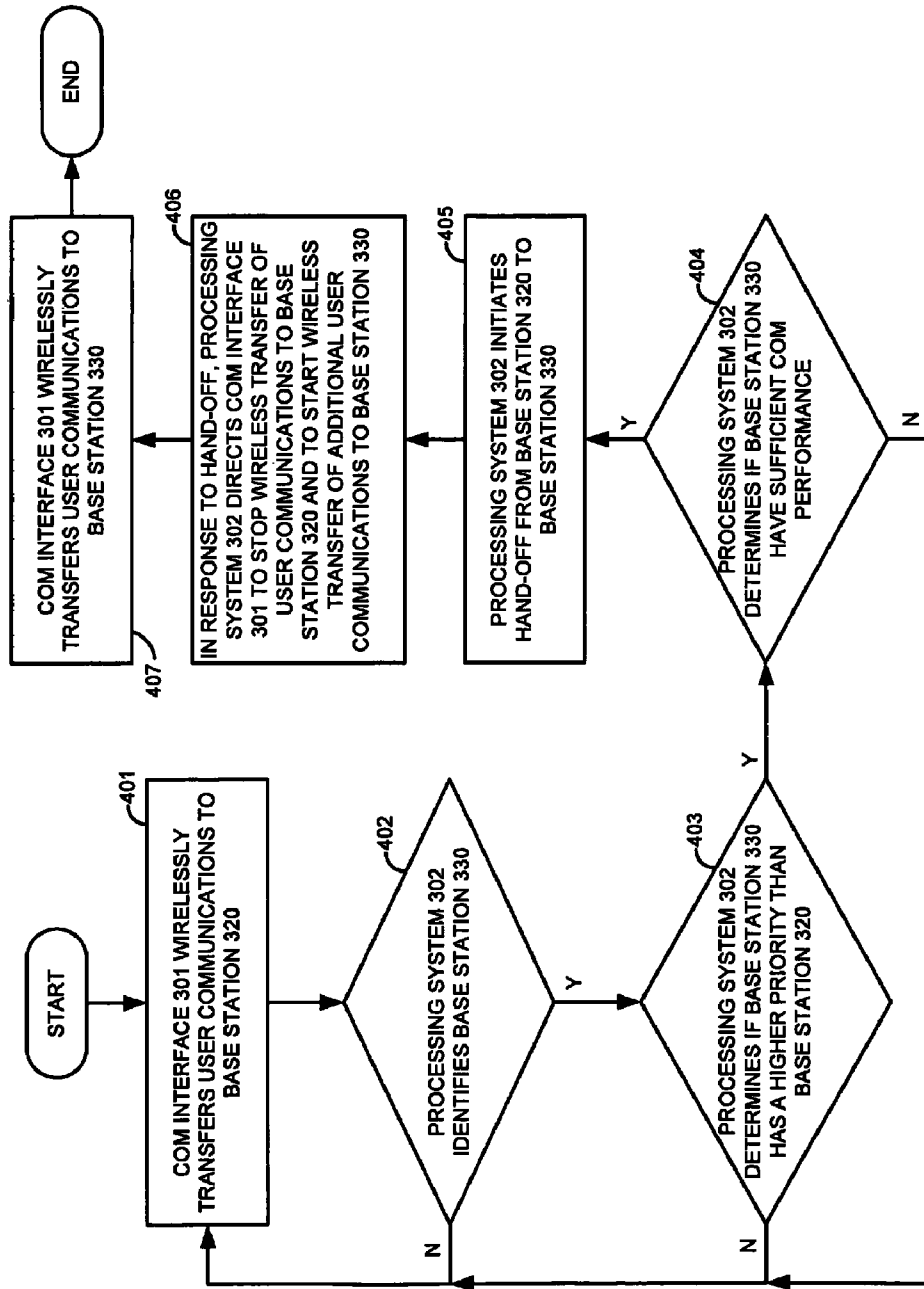 START
COM INTERFACE 301 WIRELESSLY
TRANSFERS USER COMMUNICATIONS TO
BASE STATION 320
401
PROCESSING SYSTEM 302
IDENTIFIES BASE STATION 330
402
N
Y
PROCESSING SYSTEM
302
DETERMINES IF BASE STATION 330
HAS A HIGHER PRIORITY THAN
BASE STATION 320
403
N
Y
PROCESSING SYSTEM 302
DETERMINES IF BASE STATION 330
HAVE SUFFICIENT COM
PERFORMANCE
404
N
Y
PROCESSING SYSTEM 302 INITIATES
HAND-OFF FROM BASE STATION 320 TO
BASE STATION 330
405
IN RESPONSE TO HAND-OFF, PROCESSING
SYSTEM 302 DIRECTS COM INTERFACE
301 TO STOP WIRELESS TRANSFER OF
USER COMMUNICATIONS TO BASE
STATION 320 AND TO START WIRELESS
TRANSFER OF ADDITIONAL USER
COMMUNICATIONS TO BASE STATION 330
406
COM INTERFACE 301 WIRELESSLY
TRANSFERS USER COMMUNICATIONS TO
BASE STATION 330
407
END